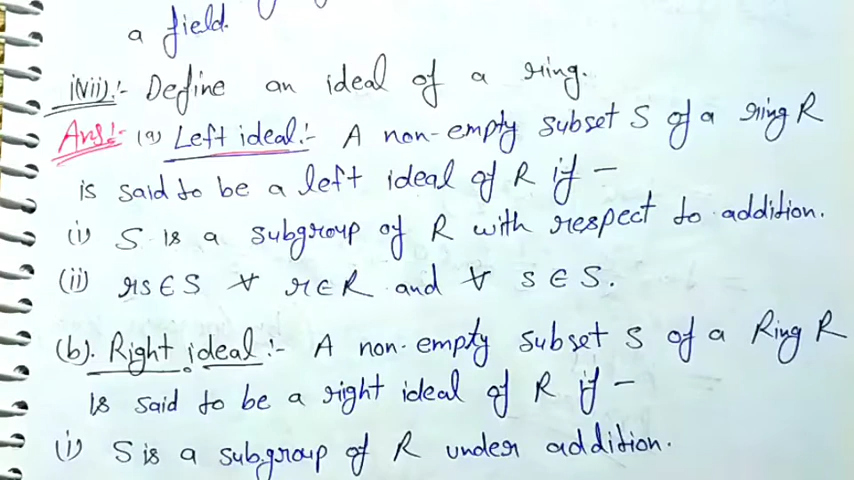 a field.
i(vii):- Define an ideal of a ring.
Ans:- (a) Left ideal:- A non-empty subset S of a ring R
is said to be a left ideal of R if —
(i) S is a subgroup of R with respect to addition.
(ii) rs ∈ S ∀ r ∈ R and ∀ s ∈ S.
(b). Right ideal:- A non-empty subset S of a Ring R
is said to be a right ideal of R if —
(i) S is a subgroup of R under addition.